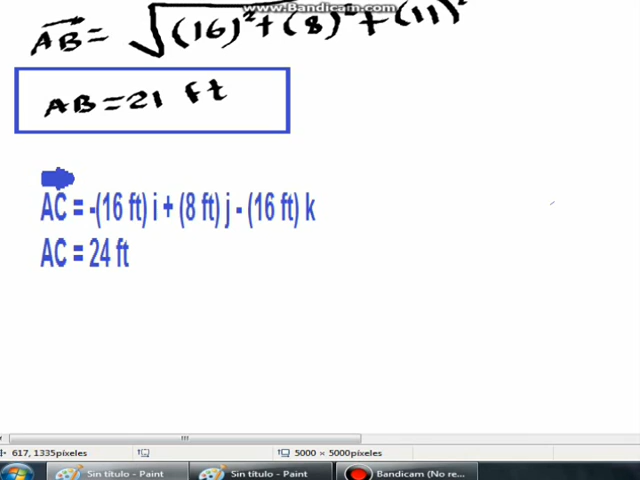 www.Bandicam.com
AB = √(16)²+(8)²+(11)²
AB=21 ft
AC = -(16 ft) i + (8 ft) j - (16 ft) k
AC = 24 ft
617, 1335píxeles 5000 × 5000píxeles
Sin título - Paint Sin título - Paint Bandicam (No re...